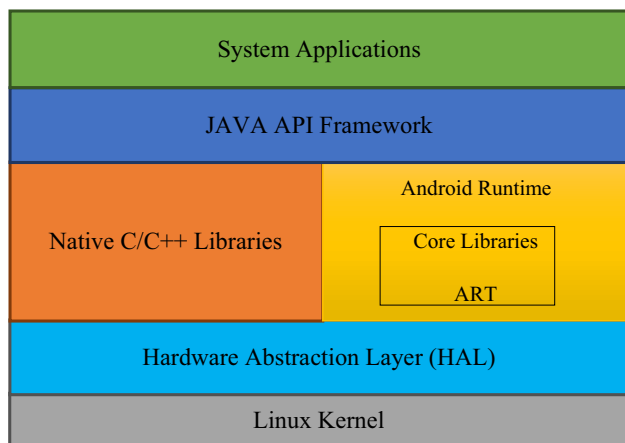 System Applications
JAVA API Framework
Native C/C++ Libraries
Android Runtime
Core Libraries
ART
Hardware Abstraction Layer (HAL)
Linux Kernel